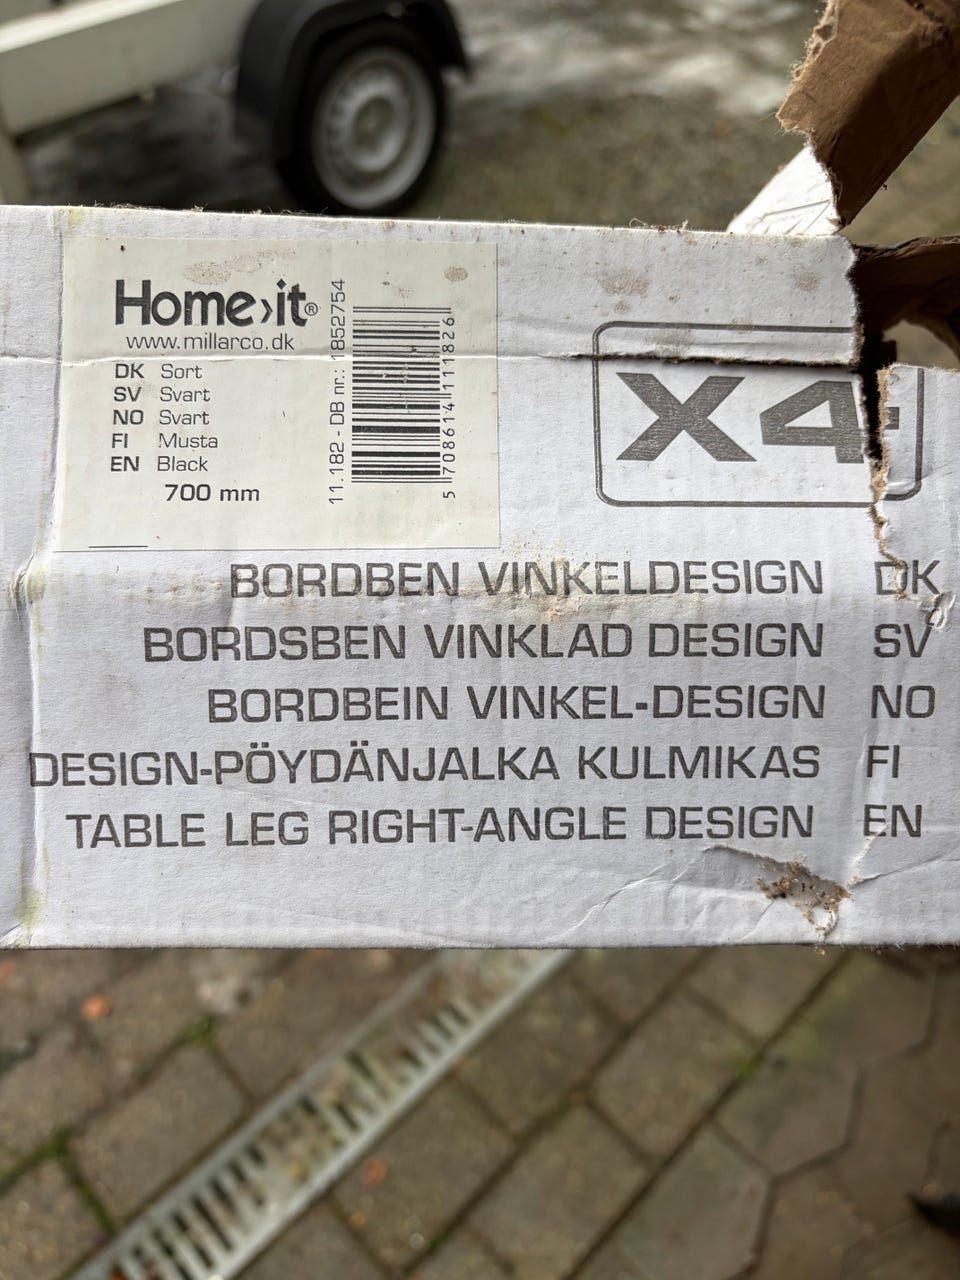 Home>it®
www.millarco.dk
DK Sort
SV Svart
NO Svart
FI Musta
EN Black
700 mm
11.182 - DB nr.: 1852754
5 708614 111826
X4
BORDBEN VINKELDESIGN DK
BORDSBEN VINKLAD DESIGN SV
BORDBEIN VINKEL-DESIGN NO
DESIGN-PÖYDÄNJALKA KULMIKAS FI
TABLE LEG RIGHT-ANGLE DESIGN EN